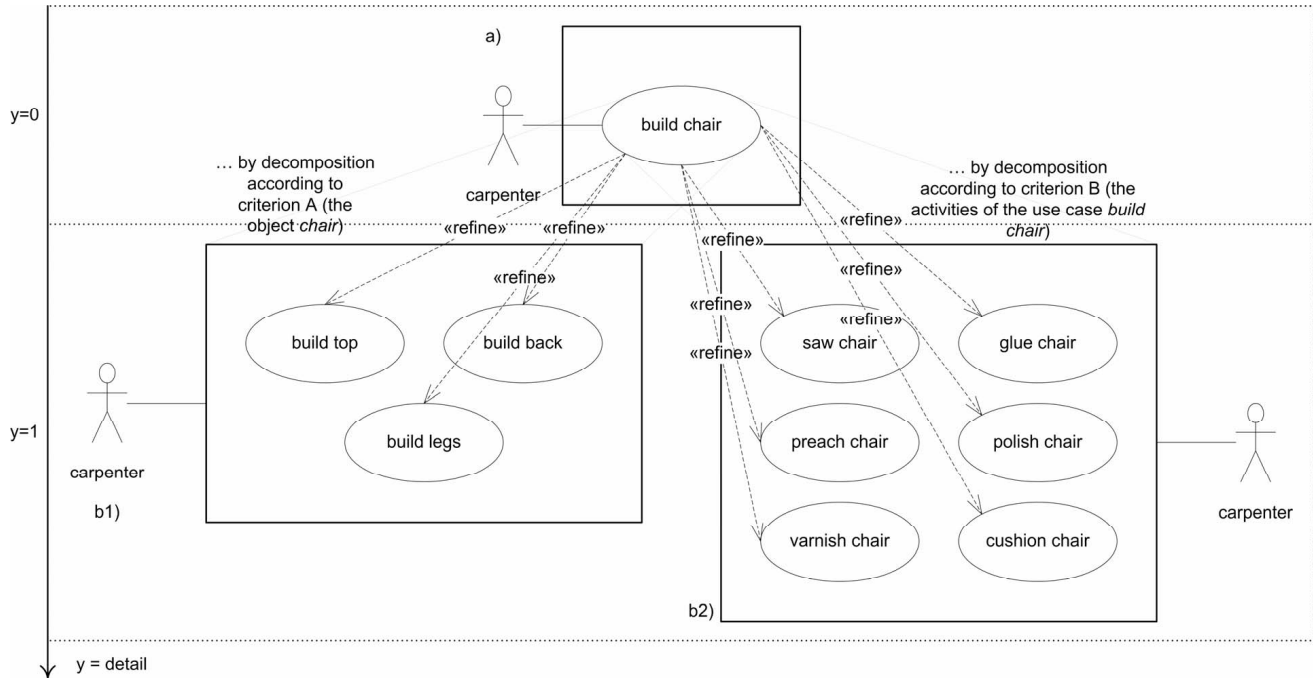 a)
y=0
build chair
carpenter
… by decomposition
according to
criterion A (the
object chair)
… by decomposition
according to criterion B (the
activities of the use case build
chair)
«refine»
«refine»
«refine»
«refine»
«refine»
«refine»
«refine»
«refine»
«refine»
build top
build back
build legs
saw chair
glue chair
preach chair
polish chair
varnish chair
cushion chair
y=1
carpenter
b1)
carpenter
b2)
y = detail